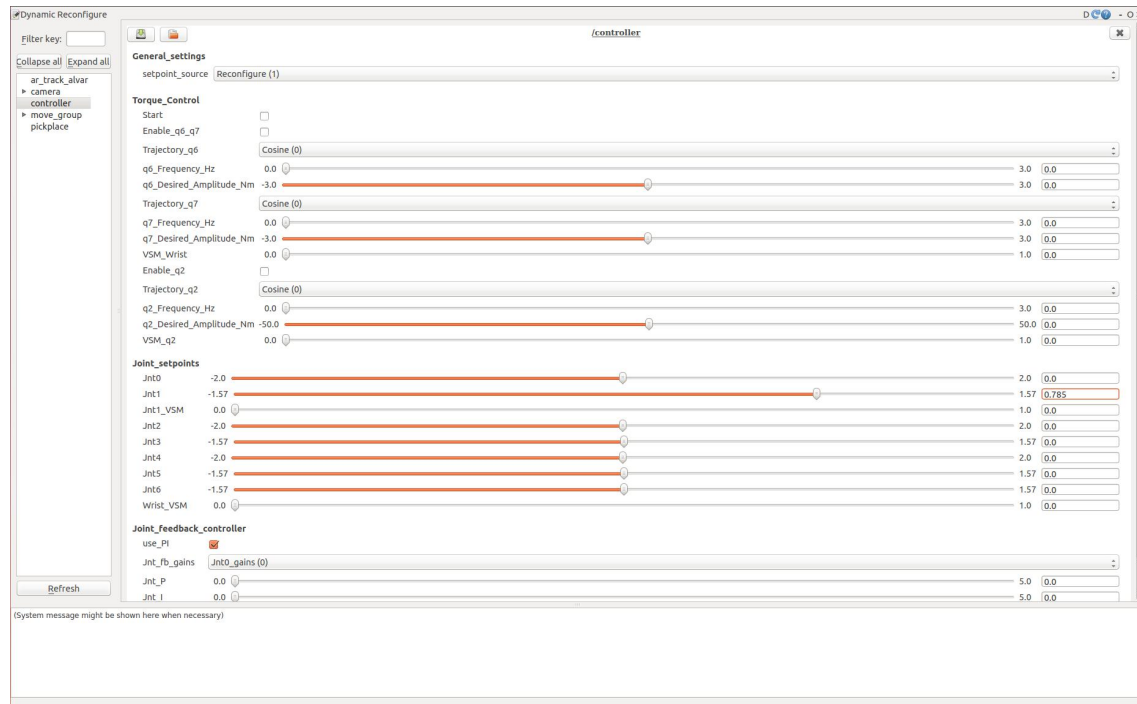 Dynamic Reconfigure
D - O
Filter key:
Collapse all Expand all
ar_track_alvar
camera
controller
move_group
pickplace
Refresh
/controller
General_settings
setpoint_source Reconfigure (1)
Torque_Control
Start
Enable_q6_q7
Trajectory_q6 Cosine (0)
q6_Frequency_Hz 0.0 3.0 0.0
q6_Desired_Amplitude_Nm -3.0 3.0 0.0
Trajectory_q7 Cosine (0)
q7_Frequency_Hz 0.0 3.0 0.0
q7_Desired_Amplitude_Nm -3.0 3.0 0.0
VSM_Wrist 0.0 1.0 0.0
Enable_q2
Trajectory_q2 Cosine (0)
q2_Frequency_Hz 0.0 3.0 0.0
q2_Desired_Amplitude_Nm -50.0 50.0 0.0
VSM_q2 0.0 1.0 0.0
Joint_setpoints
Jnt0 -2.0 2.0 0.0
Jnt1 -1.57 1.57 0.785
Jnt1_VSM 0.0 1.0 0.0
Jnt2 -2.0 2.0 0.0
Jnt3 -1.57 1.57 0.0
Jnt4 -2.0 2.0 0.0
Jnt5 -1.57 1.57 0.0
Jnt6 -1.57 1.57 0.0
Wrist_VSM 0.0 1.0 0.0
Joint_feedback_controller
use_PI
Jnt_fb_gains Jnt0_gains (0)
Jnt_P 0.0 5.0 0.0
Jnt_I 0.0 5.0 0.0
(System message might be shown here when necessary)